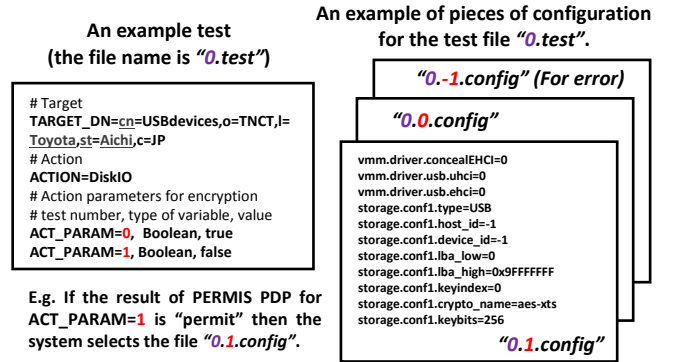 An example test
(the file name is “0.test”)
# Target
TARGET_DN=cn=USBdevices,o=TNCT,l=
Toyota,st=Aichi,c=JP
# Action
ACTION=DiskIO
# Action parameters for encryption
# test number, type of variable, value
ACT_PARAM=0, Boolean, true
ACT_PARAM=1, Boolean, false
E.g. If the result of PERMIS PDP for
ACT_PARAM=1 is “permit” then the
system selects the file “0.1.config”.
An example of pieces of configuration
for the test file “0.test”.
“0.-1.config” (For error)
“0.0.config”
vmm.driver.concealEHCI=0
vmm.driver.usb.uhci=0
vmm.driver.usb.ehci=0
storage.conf1.type=USB
storage.conf1.host_id=-1
storage.conf1.device_id=-1
storage.conf1.lba_low=0
storage.conf1.lba_high=0x9FFFFFFF
storage.conf1.keyindex=0
storage.conf1.crypto_name=aes-xts
storage.conf1.keybits=256
“0.1.config”